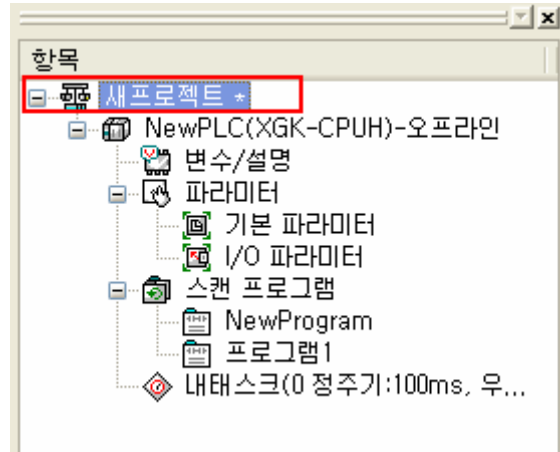 항목
새프로젝트 *
NewPLC(XGK-CPUH)-오프라인
변수/설명
파라미터
기본 파라미터
I/O 파라미터
스캔 프로그램
NewProgram
프로그램1
내태스크(0 정주기:100ms, 우...